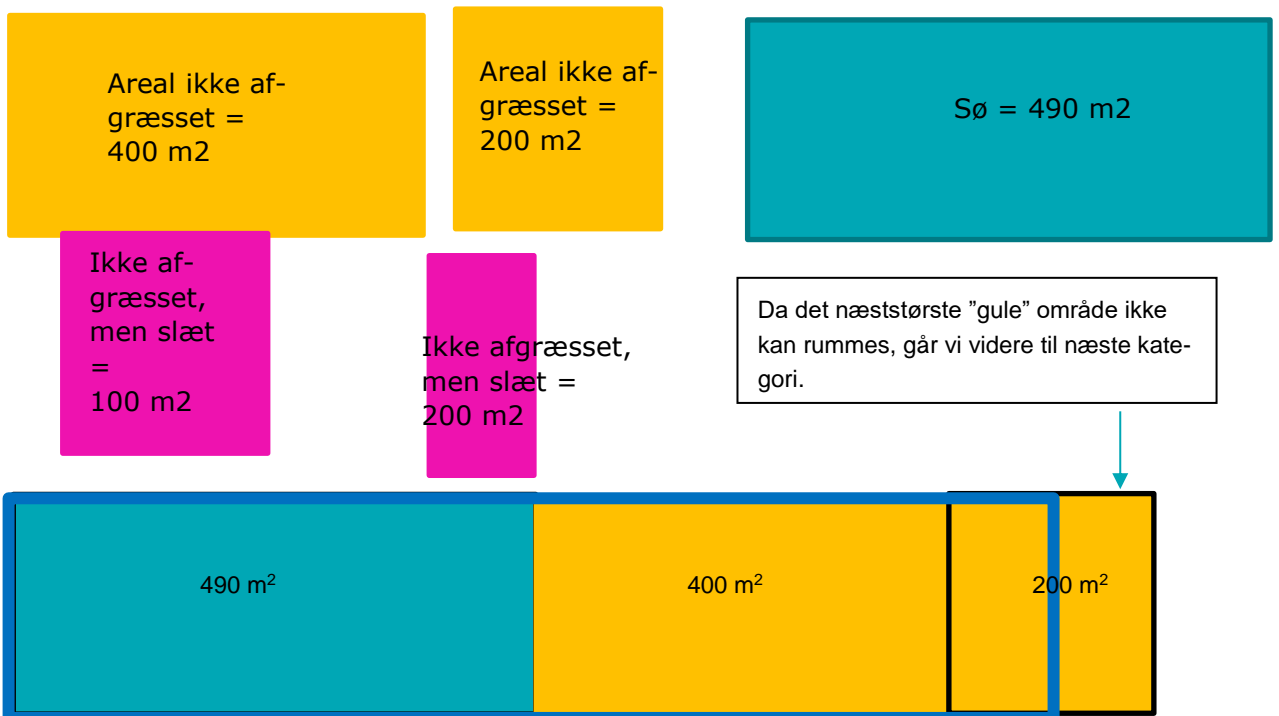 Areal ikke af-
græsset =
400 m2
Areal ikke af-
græsset =
200 m2
Sø = 490 m2
Ikke af-
græsset,
men slæt
=
100 m2
Ikke afgræsset,
men slæt =
200 m2
Da det næststørste ”gule” område ikke
kan rummes, går vi videre til næste kate-
gori.
490 m²
400 m²
200 m²